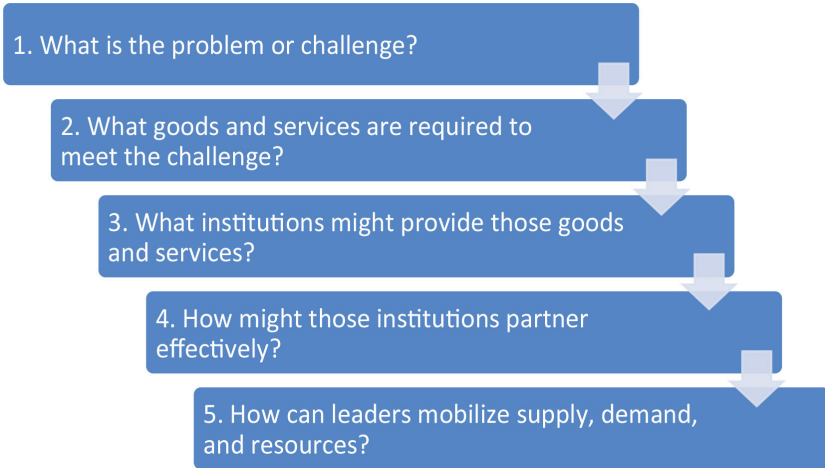 1. What is the problem or challenge?
2. What goods and services are required to
meet the challenge?
3. What institutions might provide those goods
and services?
4. How might those institutions partner
effectively?
5. How can leaders mobilize supply, demand,
and resources?